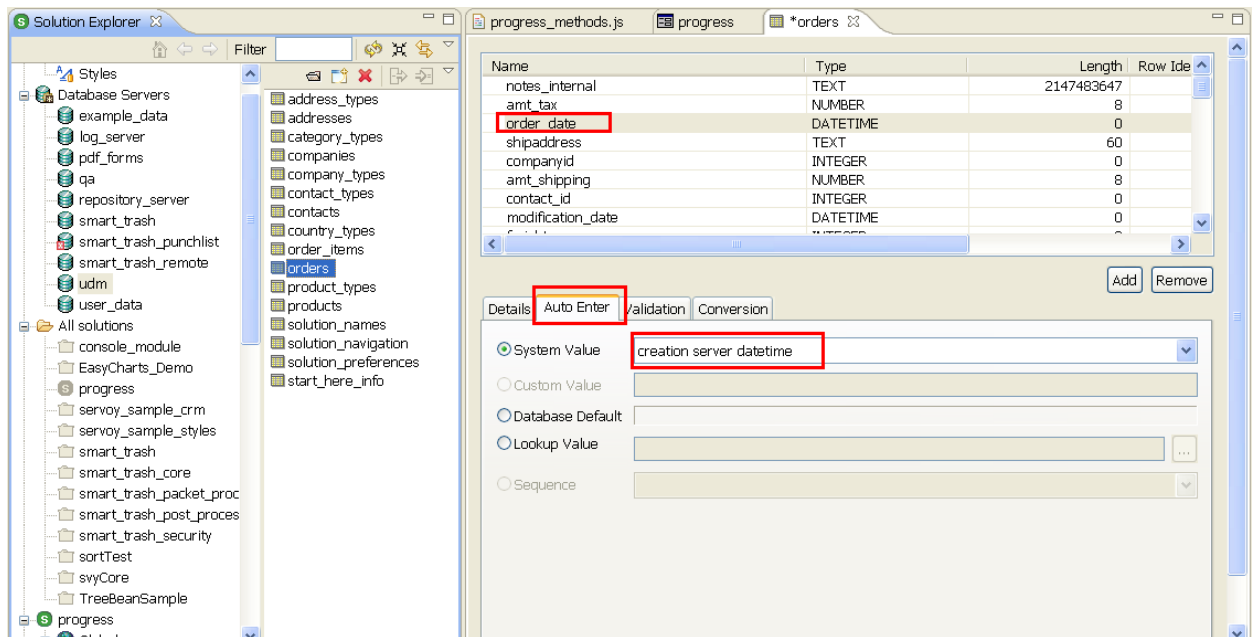 Solution Explorer
Filter
Styles
Database Servers
example_data
log_server
pdf_forms
qa
repository_server
smart_trash
smart_trash_punchlist
smart_trash_remote
udm
user_data
All solutions
console_module
EasyCharts_Demo
progress
servoy_sample_crm
servoy_sample_styles
smart_trash
smart_trash_core
smart_trash_packet_proc
smart_trash_post_proces
smart_trash_security
sortTest
svyCore
TreeBeanSample
progress
address_types
addresses
category_types
companies
company_types
contact_types
contacts
country_types
order_items
orders
product_types
products
solution_names
solution_navigation
solution_preferences
start_here_info
progress_methods.js progress *orders
Name Type Length Row Ide
notes_internal TEXT 2147483647
amt_tax NUMBER 8
order_date DATETIME 0
shipaddress TEXT 60
companyid INTEGER 0
amt_shipping NUMBER 8
contact_id INTEGER 0
modification_date DATETIME 0
Add Remove
Details Auto Enter Validation Conversion
System Value creation server datetime
Custom Value
Database Default
Lookup Value ...
Sequence